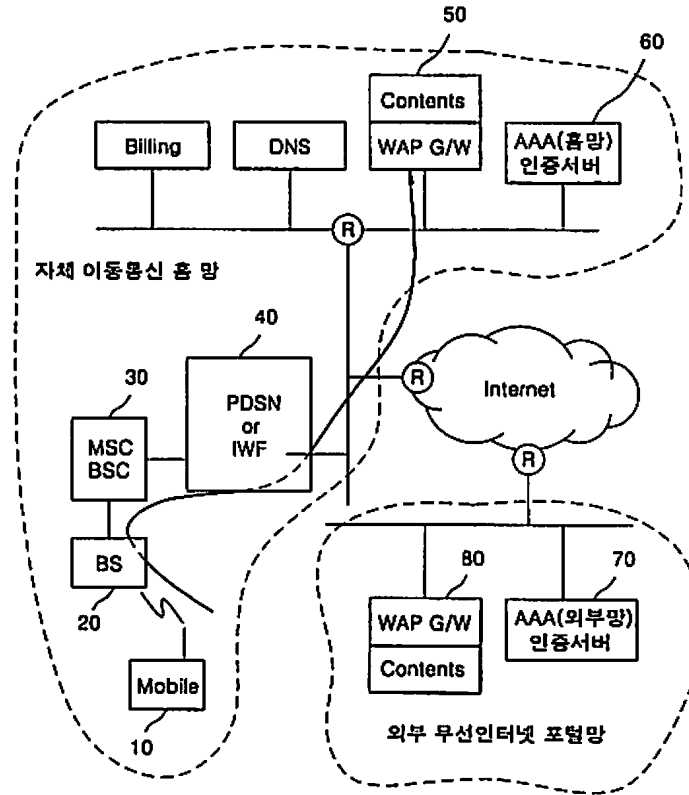 50
60
Contents
WAP G/W
Billing
DNS
AAA(홈망)
인증서버
R
자체 이동통신 홈 망
40
30
PDSN
or
IWF
MSC
BSC
R
Internet
R
BS
20
80
70
WAP G/W
Contents
AAA(외부망)
인증서버
Mobile
10
외부 무선인터넷 포털망